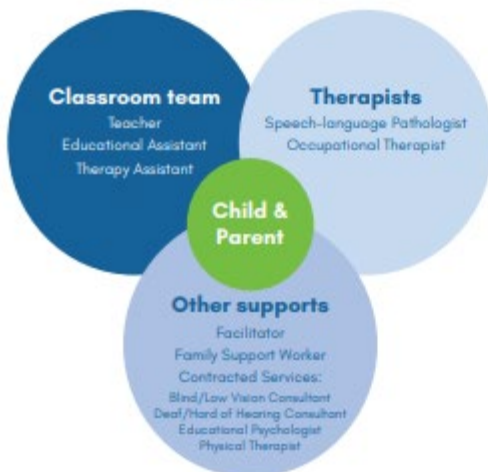 Classroom team
Teacher
Educational Assistant
Therapy Assistant
Therapists
Speech-language Pathologist
Occupational Therapist
Child &
Parent
Other supports
Facilitator
Family Support Worker
Contracted Services:
Blind/Low Vision Consultant
Deaf/Hard of Hearing Consultant
Educational Psychologist
Physical Therapist